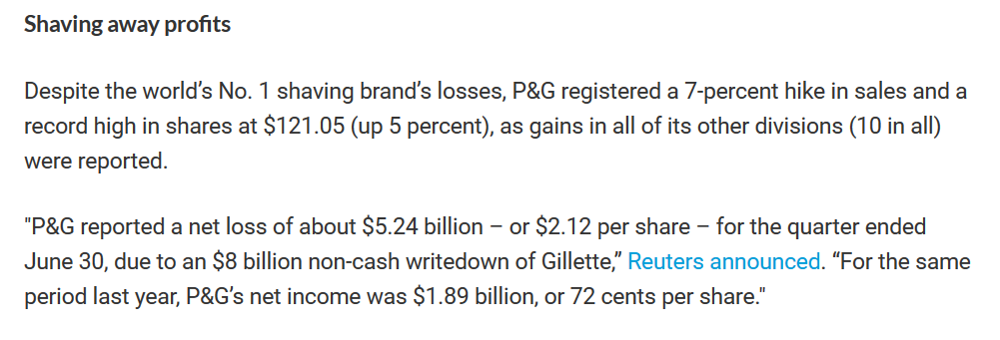 Shaving away profits
Despite the world’s No. 1 shaving brand’s losses, P&G registered a 7-percent hike in sales and a
record high in shares at $121.05 (up 5 percent), as gains in all of its other divisions (10 in all)
were reported.
"P&G reported a net loss of about $5.24 billion – or $2.12 per share – for the quarter ended
June 30, due to an $8 billion non-cash writedown of Gillette,” Reuters announced. “For the same
period last year, P&G’s net income was $1.89 billion, or 72 cents per share."